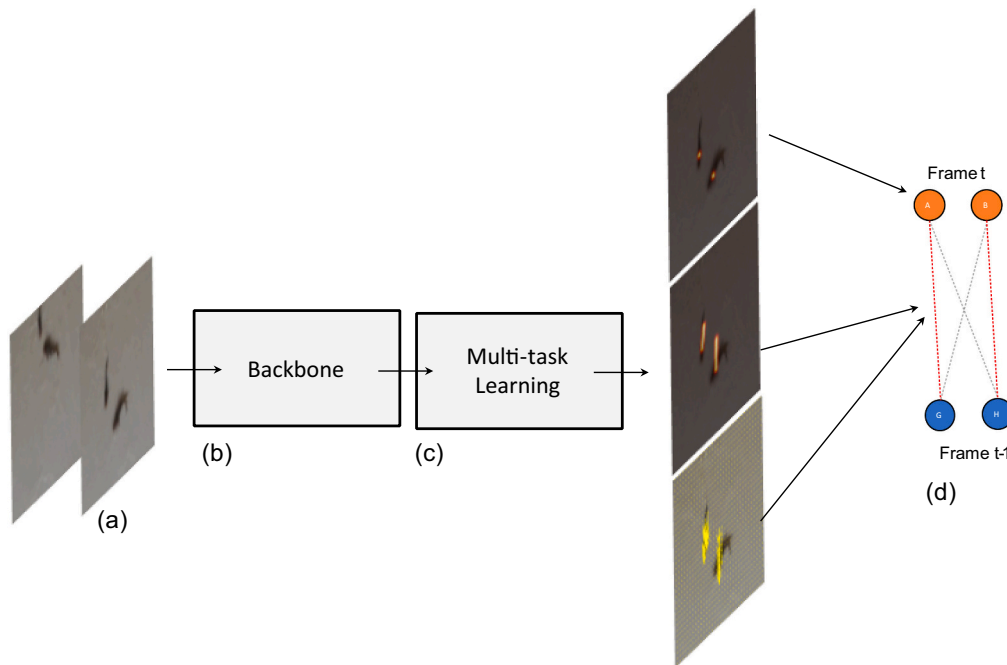 Frame t
A
B
Backbone
Multi-task
Learning
G
H
(b)
(c)
Frame t-1
(d)
(a)